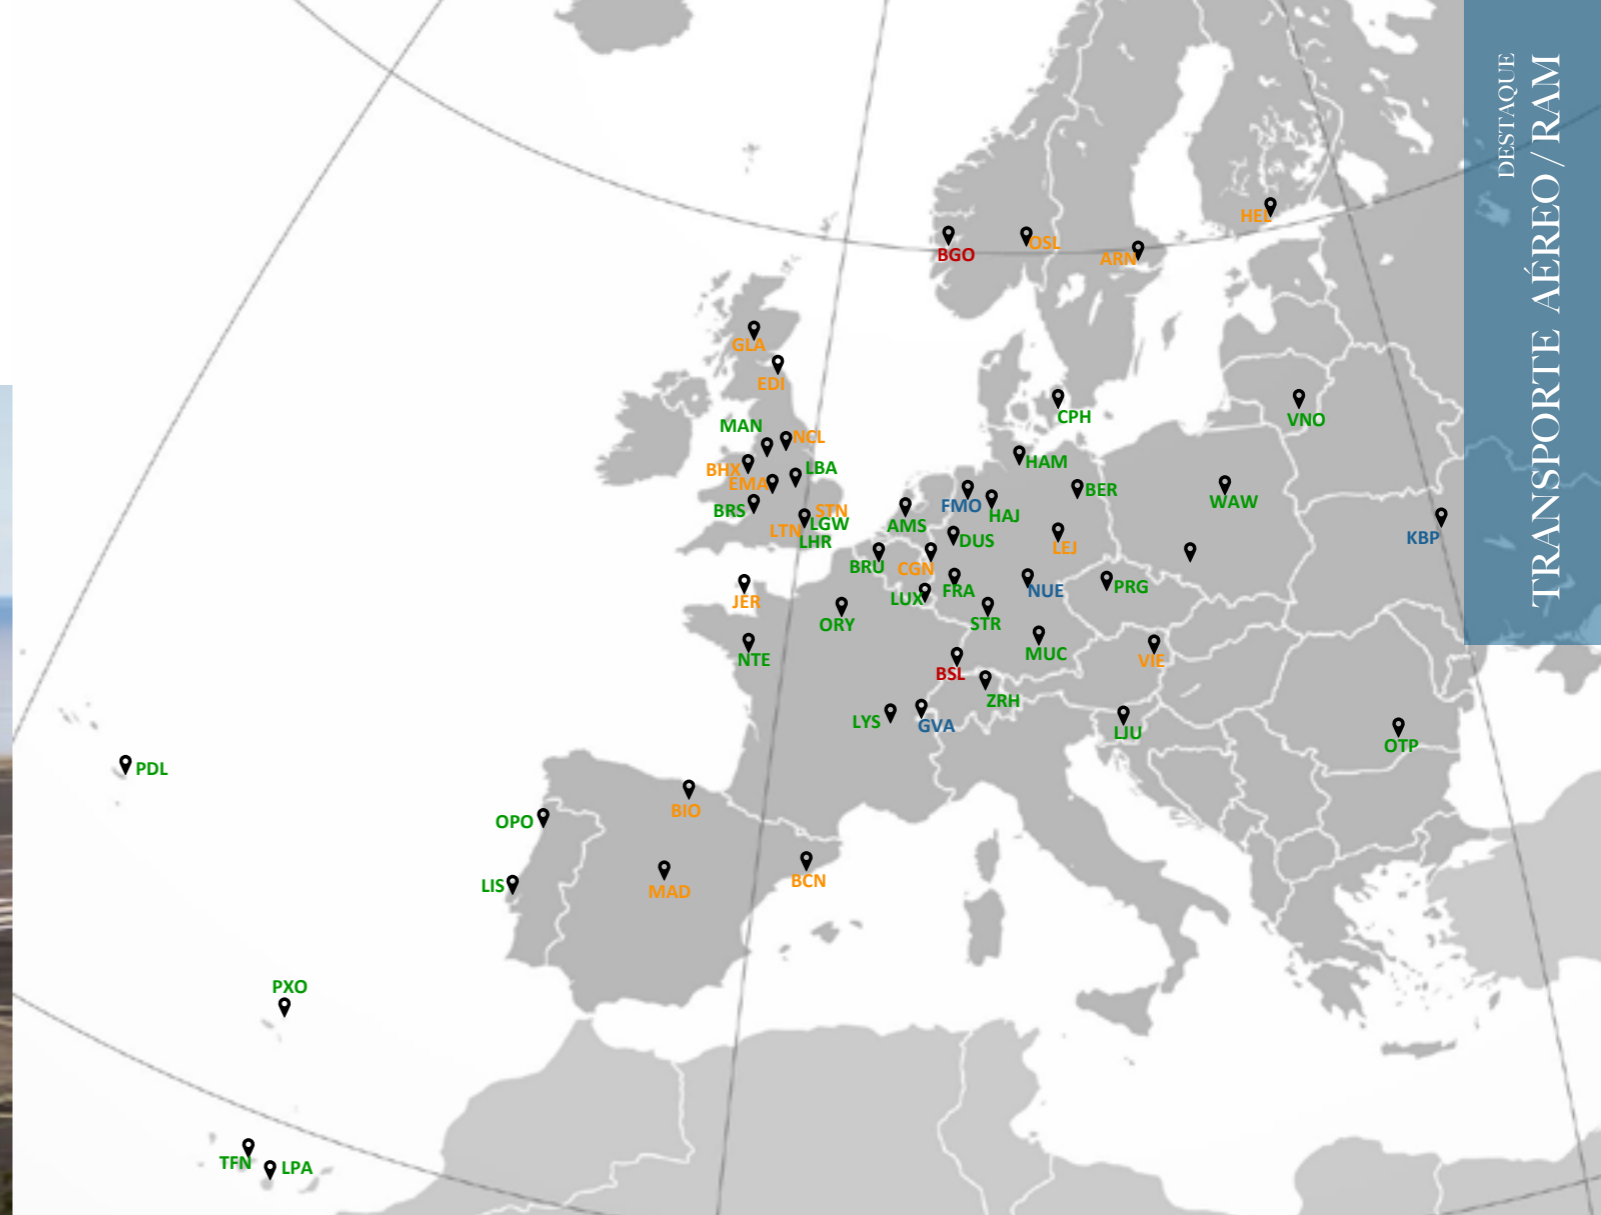 DESTAQUE
TRANSPORTE AÉREO / RAM
HEL
BGO
OSL
ARN
GLA
EDI
CPH
VNO
MAN
NCL
HAM
BHX
LBA
EMA
BER
WAW
BRS
STN
AMS
FMO
HAJ
LTN
LGW
KBP
LHR
DUS
LEJ
BRU
CGN
JER
LUX
FRA
NUE
PRG
ORY
STR
NTE
MUC
VIE
BSL
ZRH
LYS
GVA
LJU
OTP
PDL
BIO
OPO
LIS
MAD
BCN
PXO
TFN
LPA